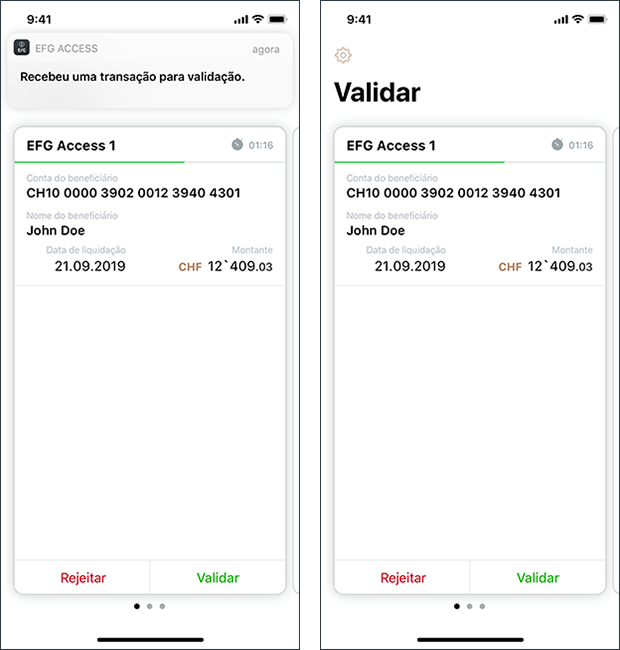 9:41
EFG
EFG ACCESS
agora
Recebeu uma transação para validação.
EFG Access 1
01:16
Conta do beneficiário
CH10 0000 3902 0012 3940 4301
Nome do beneficiário
John Doe
Data de liquidação
Montante
21.09.2019
CHF 12`409.03
Rejeitar
Validar
9:41
Validar
EFG Access 1
01:16
Conta do beneficiário
CH10 0000 3902 0012 3940 4301
Nome do beneficiário
John Doe
Data de liquidação
Montante
21.09.2019
CHF 12`409.03
Rejeitar
Validar